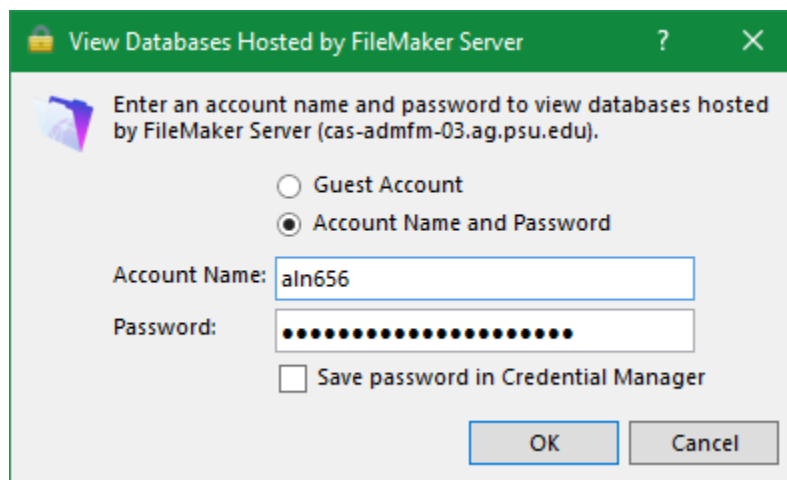 View Databases Hosted by FileMaker Server
Enter an account name and password to view databases hosted
by FileMaker Server (cas-admfm-03.ag.psu.edu).
Guest Account
Account Name and Password
Account Name: aln656
Password: ●●●●●●●●●●●●●●●●●●●●●
Save password in Credential Manager
OK Cancel